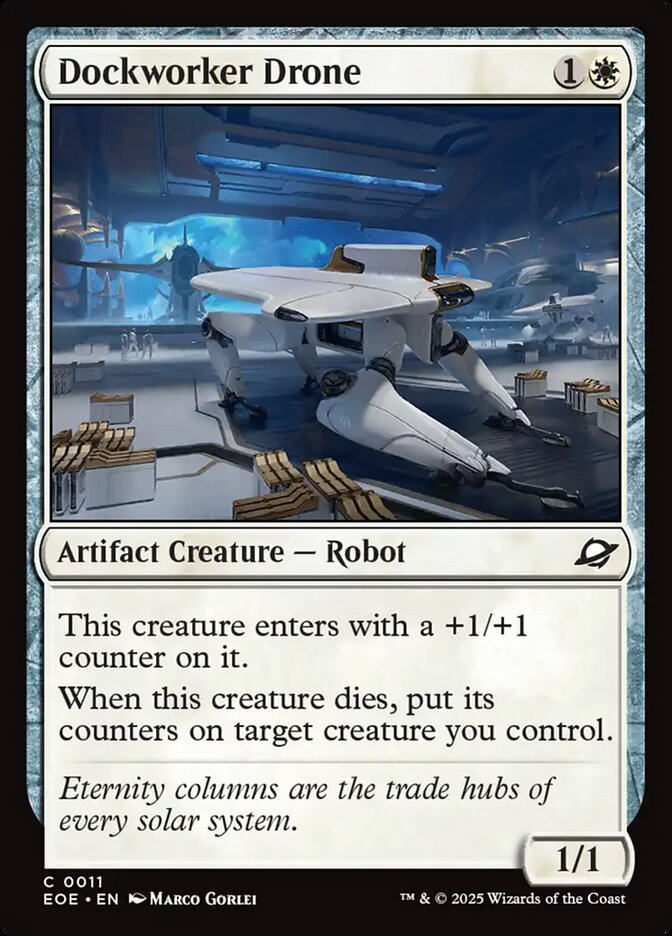 Dockworker Drone
1
Artifact Creature — Robot
This creature enters with a +1/+1
counter on it.
When this creature dies, put its
counters on target creature you control.
Eternity columns are the trade hubs of
every solar system.
1/1
C 0011
EOE • EN Marco Gorlei
™ & © 2025 Wizards of the Coast